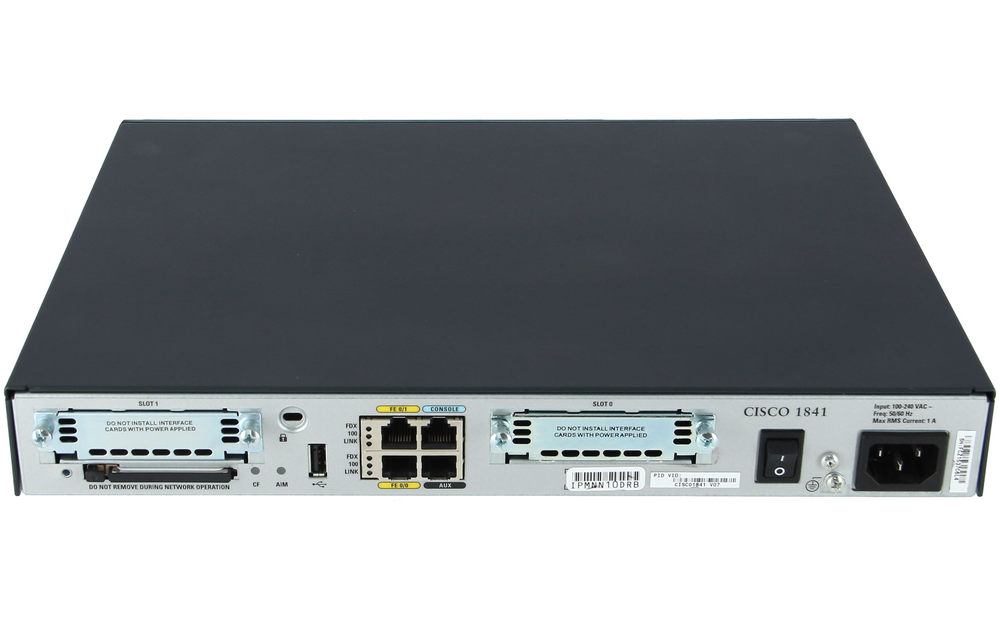 SLOT 1
DO NOT INSTALL INTERFACE
CARDS WITH POWER APPLIED
DO NOT REMOVE DURING NETWORK OPERATION
CF
AIM
FE 0/1
CONSOLE
FDX
100
LINK
FDX
100
LINK
FE 0/0
AUX
SLOT 0
DO NOT INSTALL INTERFACE
CARDS WITH POWER APPLIED
IPMNN10DRB
PID VID:
CISCO1841 V07
CISCO 1841
Input: 100-240 VAC ~
Freq: 50/60 Hz
Max RMS Current: 1 A
I
O
SN:FCZ1537C6L4